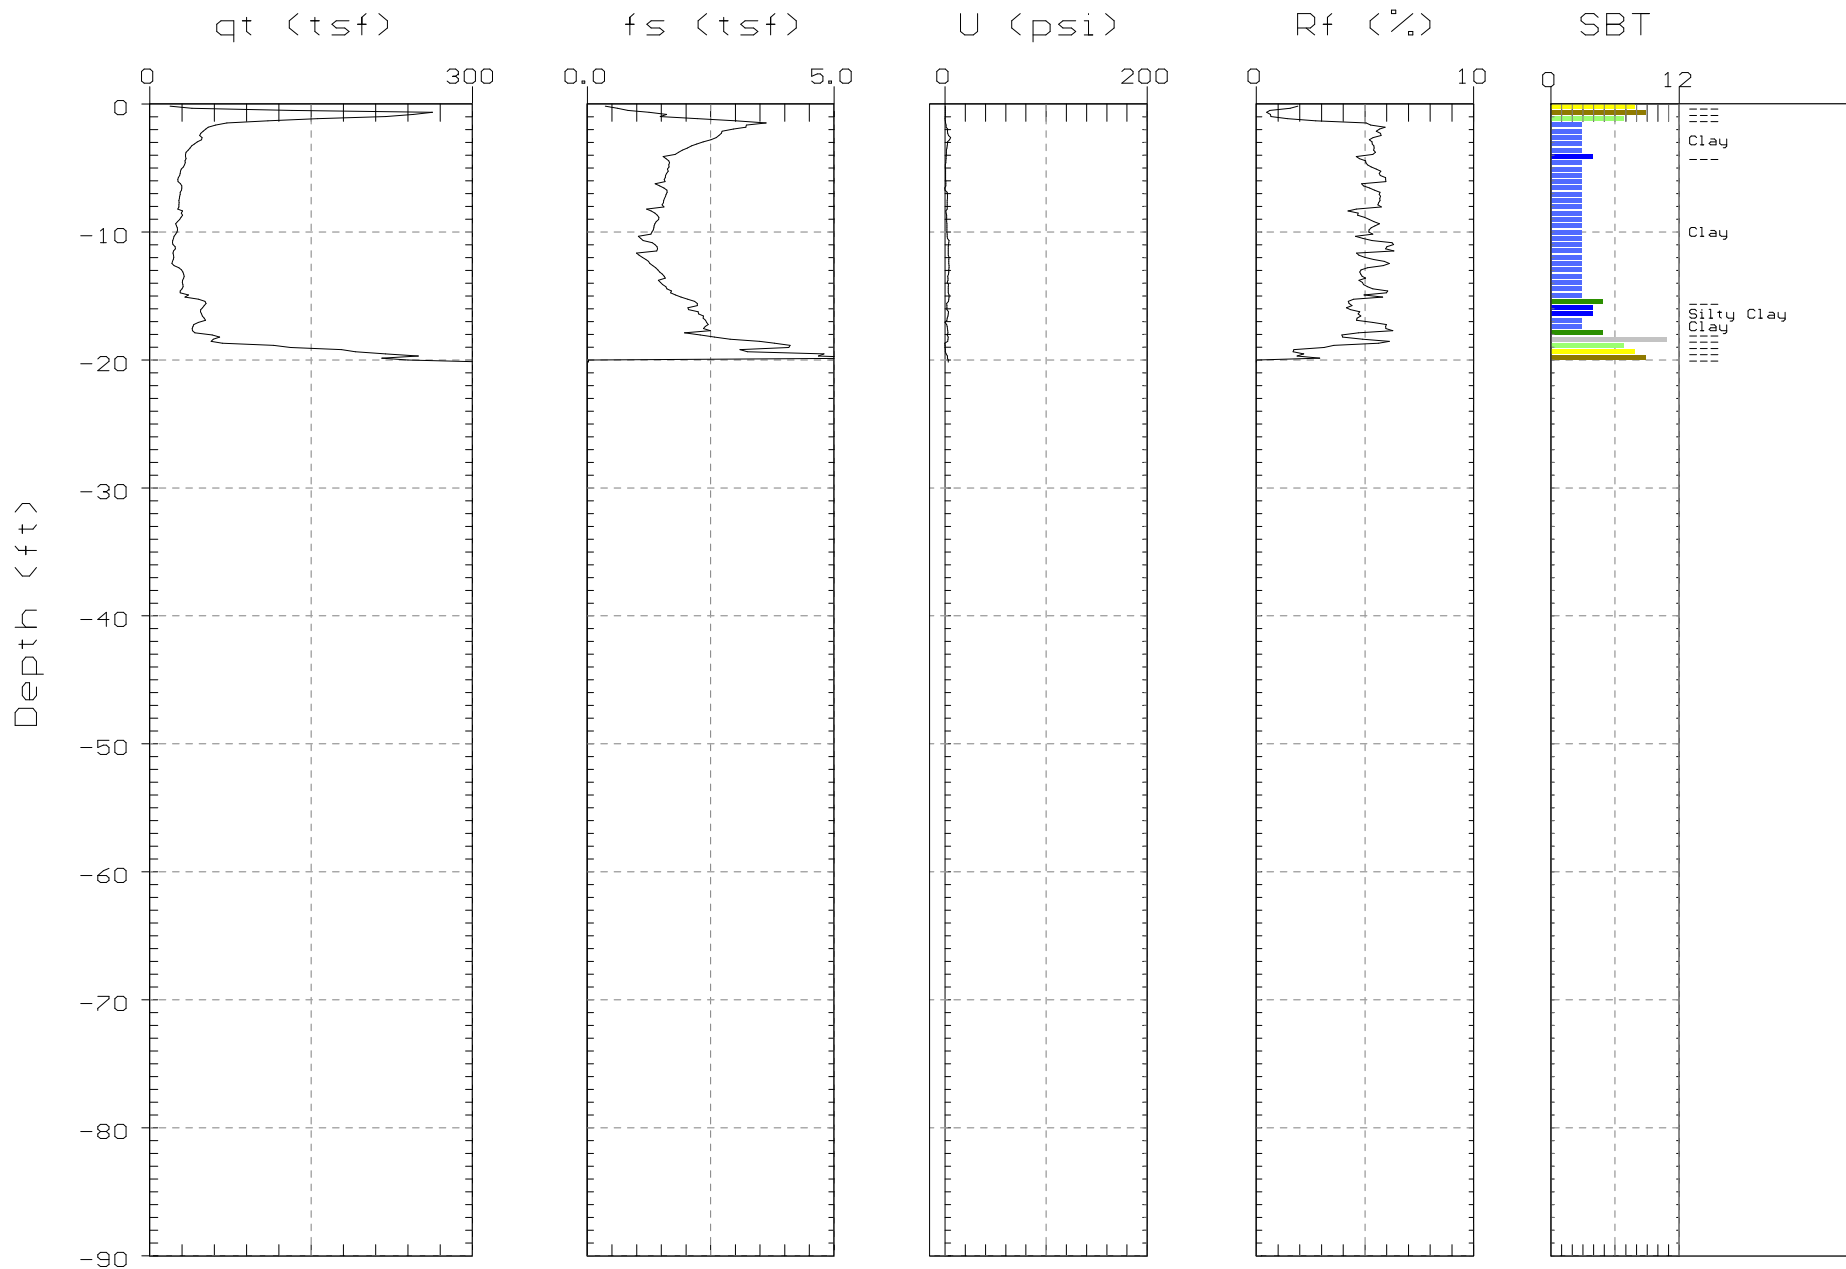 qt (tsf) fs (tsf) U (psi) Rf (%) SBT
0 300 0.0 5.0 0 200 0 10 0 12
0
---
---
---
Clay
---
-10
Clay
---
Silty Clay
Clay
---
---
---
---
---
-20
-30
-40
Depth (ft)
-50
-60
-70
-80
-90